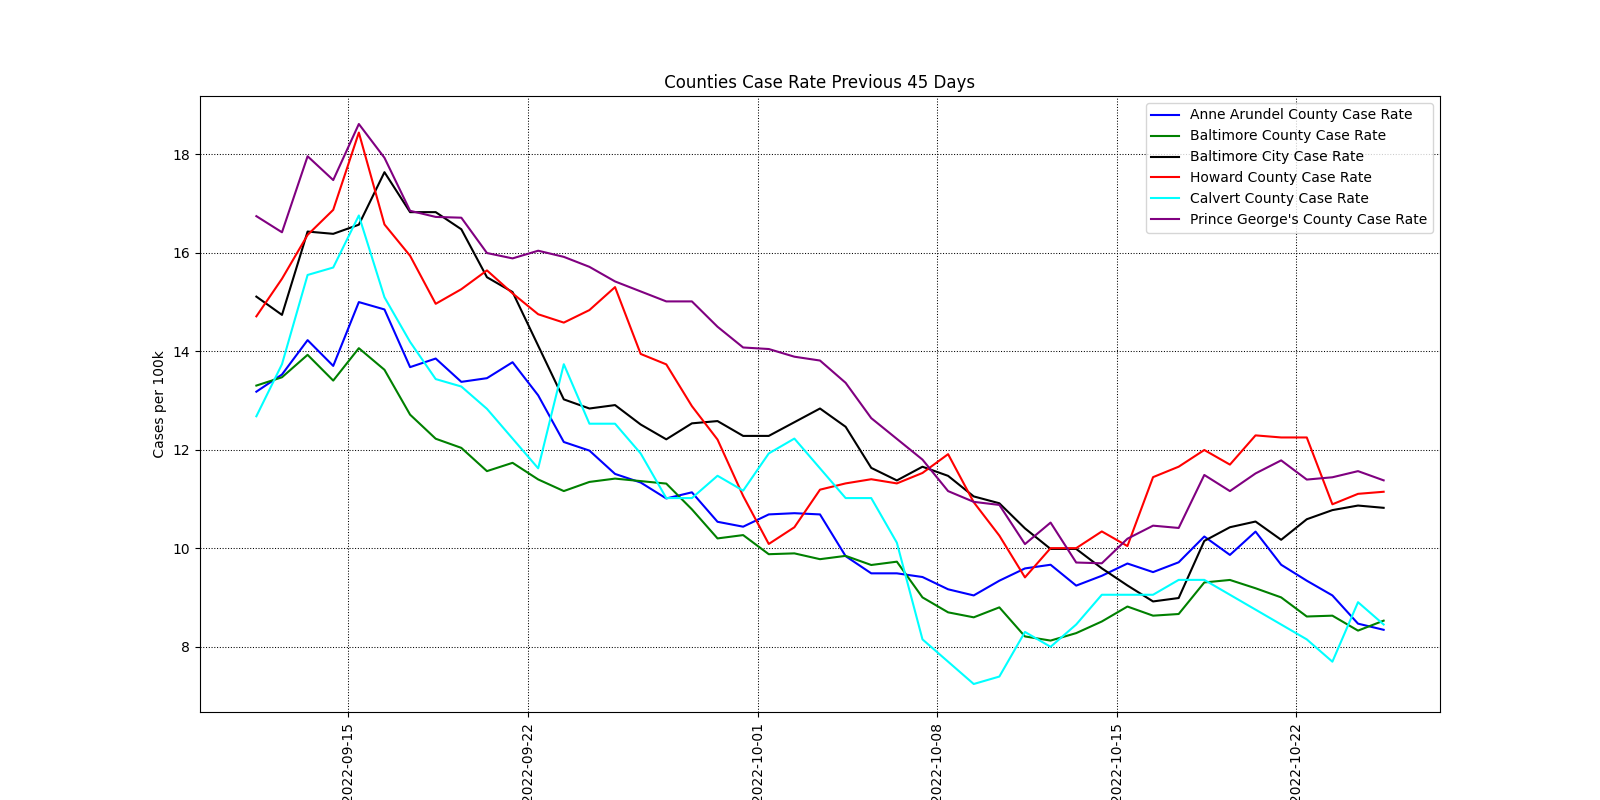 Counties Case Rate Previous 45 Days
Anne Arundel County Case Rate
Baltimore County Case Rate
Baltimore City Case Rate
Howard County Case Rate
Calvert County Case Rate
Prince George's County Case Rate
Cases per 100k
18
16
14
12
10
8
2022-09-15
2022-09-22
2022-10-01
2022-10-08
2022-10-15
2022-10-22